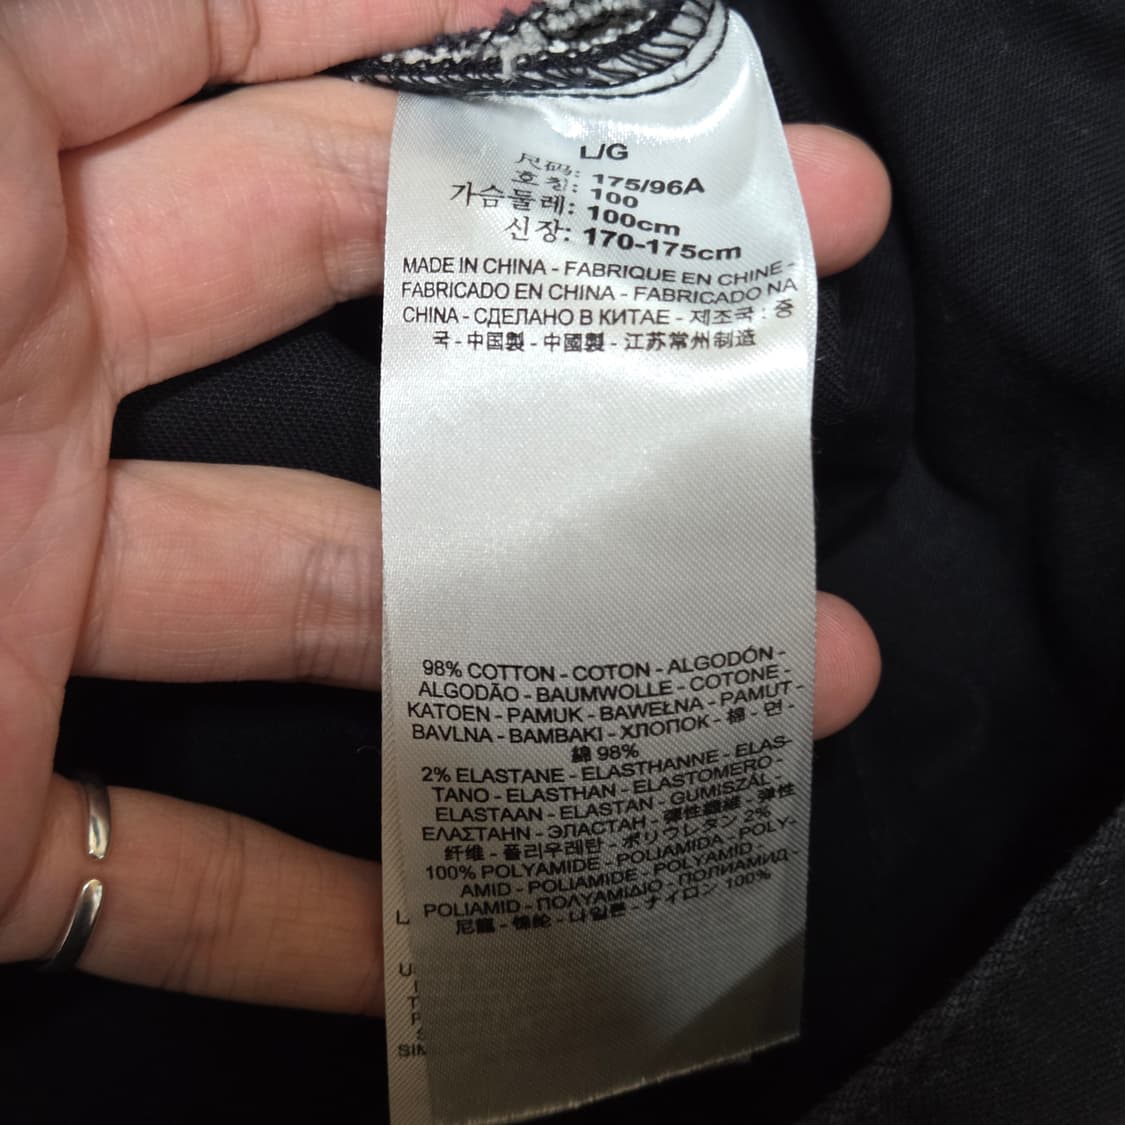 L/G
尺码: 175/96A
호칭: 100
가슴둘레: 100cm
신장: 170-175cm
MADE IN CHINA - FABRIQUE EN CHINE -
FABRICADO EN CHINA - FABRICADO NA
CHINA - СДЕЛАНО В КИТАЕ - 제조국 : 중
국 - 中国製 - 中國製 - 江苏常州制造
98% COTTON - COTON - ALGODÓN -
ALGODÃO - BAUMWOLLE - COTONE -
KATOEN - PAMUK - BAWEŁNA - PAMUT -
BAVLNA - BAMBAKI - ХЛОПОК - 棉 - 면 -
綿 98%
2% ELASTANE - ELASTHANNE - ELAS-
TANO - ELASTHAN - ELASTOMERO -
ELASTAAN - ELASTAN - GUMISZÁL -
ΕΛΑΣΤΑΗΝ - ЭЛАСТАН - 彈性纖維 - 弹性
纤维 - 폴리우레탄 - ポリウレタン 2%
100% POLYAMIDE - POLIAMIDA - POLY-
AMID - POLIAMIDE - POLYAMID -
POLIAMID - ΠΟΛΥΑΜΙΔΙΟ - ПОЛИАМИД -
尼龍 - 锦纶 - 나일론 - ナイロン 100%